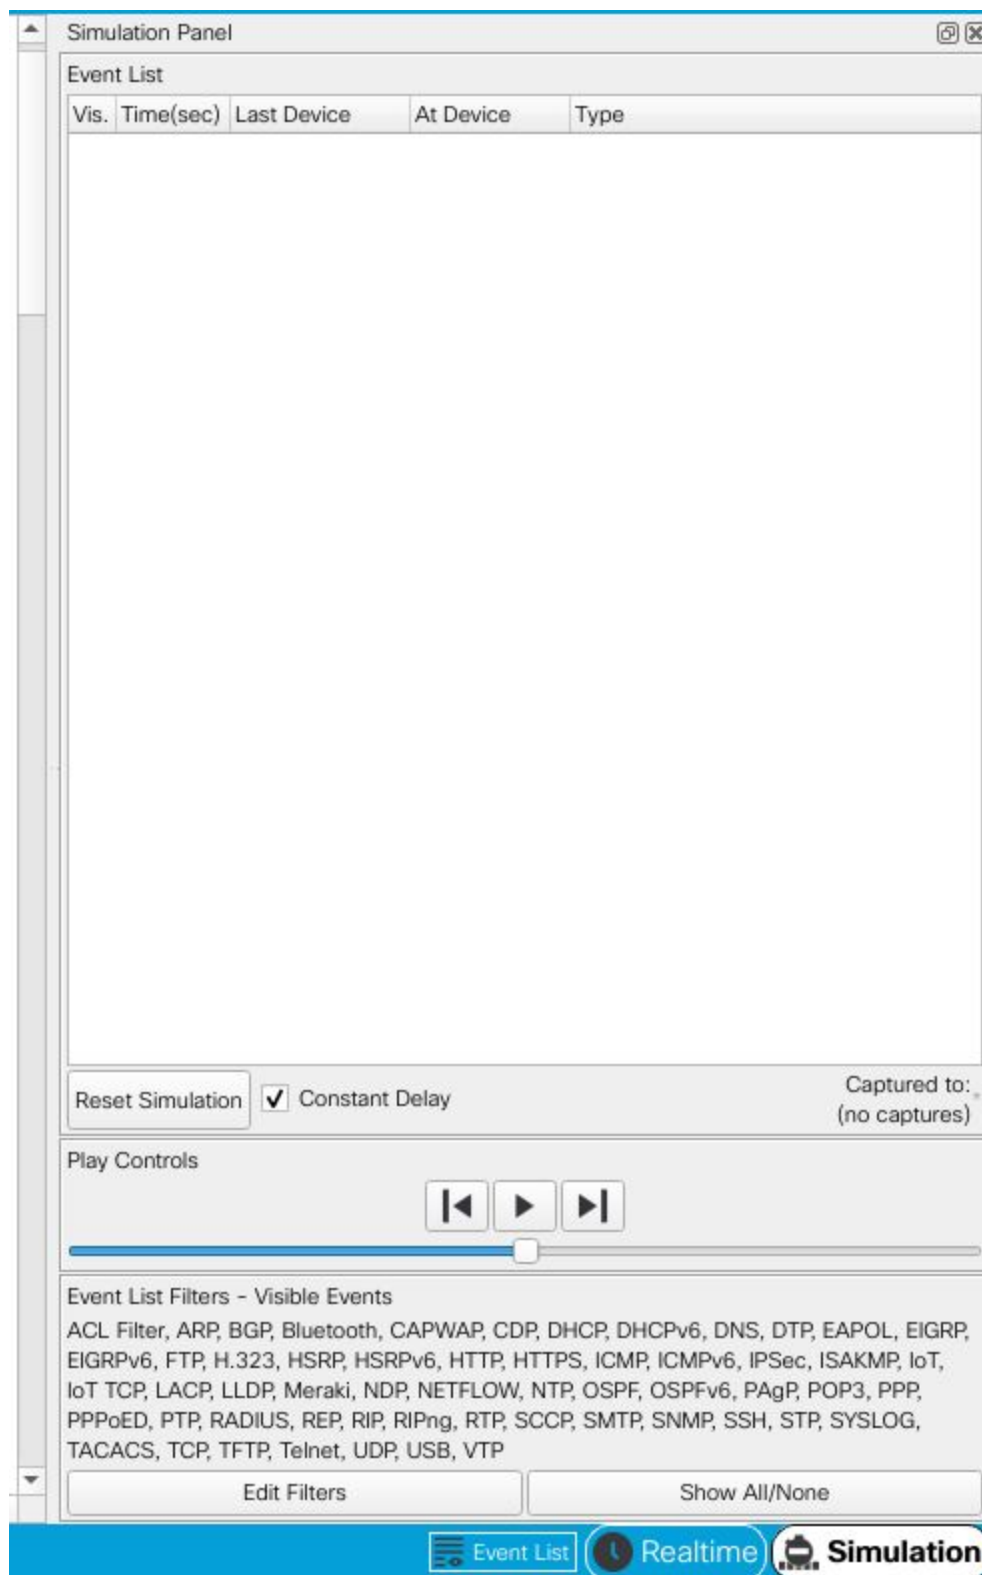 Simulation Panel
Event List
Vis. Time(sec) Last Device At Device Type
Reset Simulation Constant Delay
Captured to:
(no captures)
Play Controls
Event List Filters - Visible Events
ACL Filter, ARP, BGP, Bluetooth, CAPWAP, CDP, DHCP, DHCPv6, DNS, DTP, EAPOL, EIGRP,
EIGRPv6, FTP, H.323, HSRP, HSRPv6, HTTP, HTTPS, ICMP, ICMPv6, IPSec, ISAKMP, IoT,
IoT TCP, LACP, LLDP, Meraki, NDP, NETFLOW, NTP, OSPF, OSPFv6, PAgP, POP3, PPP,
PPPoED, PTP, RADIUS, REP, RIP, RIPng, RTP, SCCP, SMTP, SNMP, SSH, STP, SYSLOG,
TACACS, TCP, TFTP, Telnet, UDP, USB, VTP
Edit Filters Show All/None
Event List Realtime Simulation